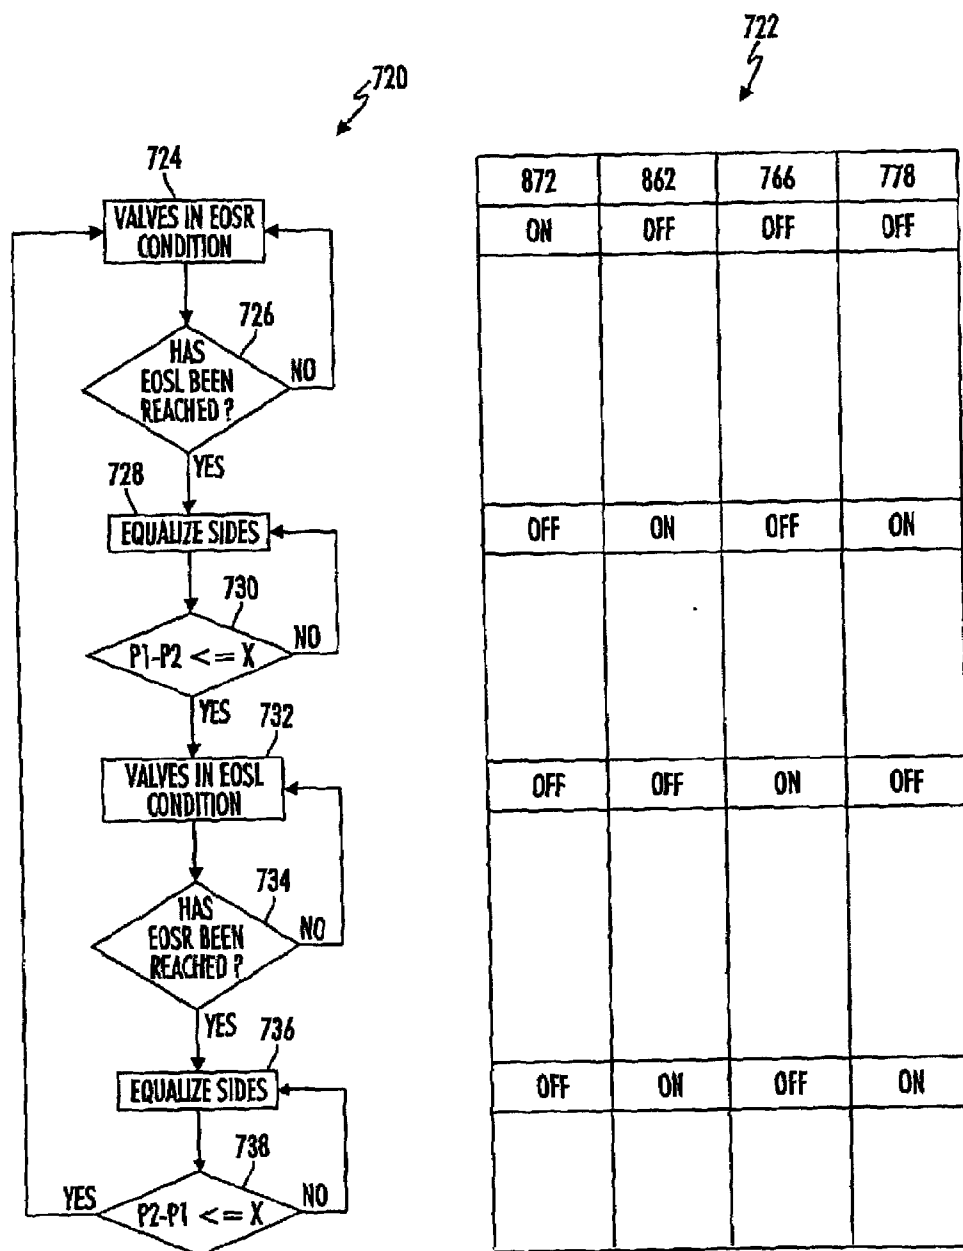 722
720
724
872 862 766 778
VALVES IN EOSR
CONDITION
ON OFF OFF OFF
726
HAS
EOSL BEEN
REACHED ?
NO
YES
728
EQUALIZE SIDES
OFF ON OFF ON
730
P1-P2 <= X
NO
YES
732
VALVES IN EOSL
CONDITION
OFF OFF ON OFF
734
HAS
EOSR BEEN
REACHED ?
NO
YES
736
EQUALIZE SIDES
OFF ON OFF ON
738
YES
P2-P1 <= X
NO